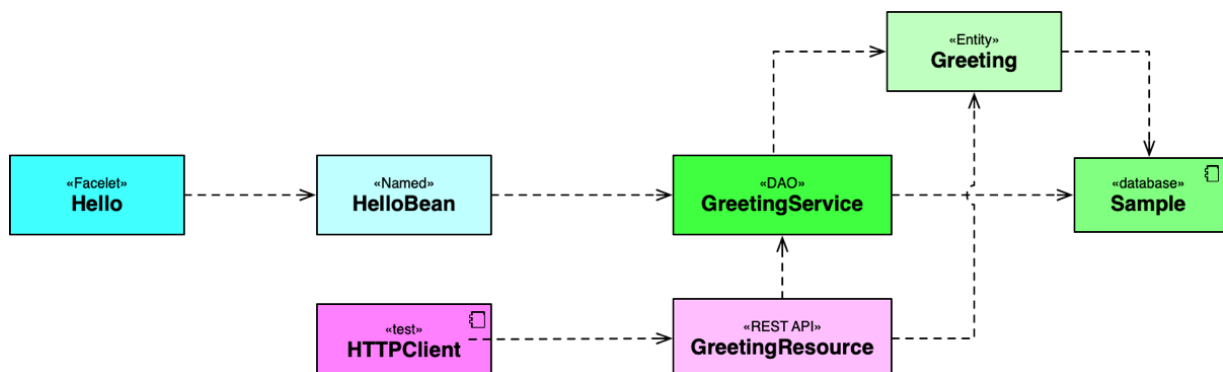 «Entity»
Greeting
«Facelet»
Hello
«Named»
HelloBean
«DAO»
GreetingService
«database»
Sample
«test»
HTTPClient
«REST API»
GreetingResource